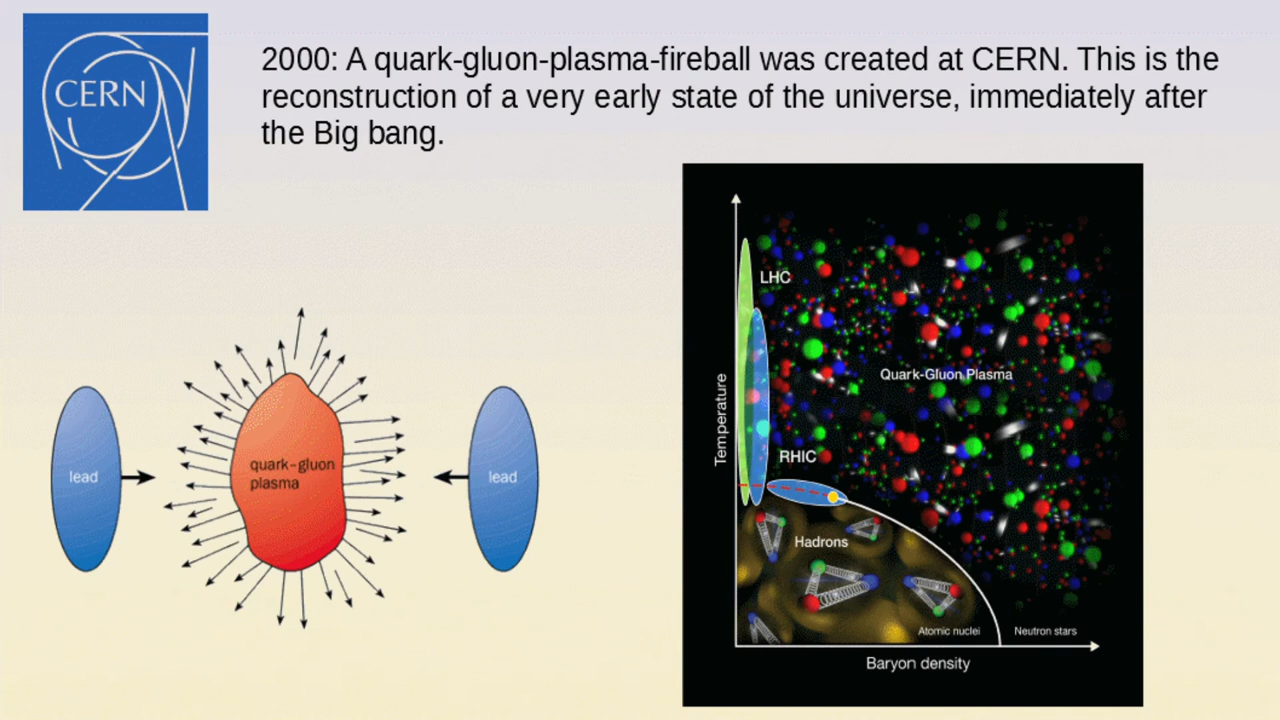 CERN
2000: A quark-gluon-plasma-fireball was created at CERN. This is the
reconstruction of a very early state of the universe, immediately after
the Big bang.
lead
quark-gluon
plasma
lead
LHC
Quark-Gluon Plasma
Temperature
RHIC
Hadrons
Atomic nuclei
Neutron stars
Baryon density